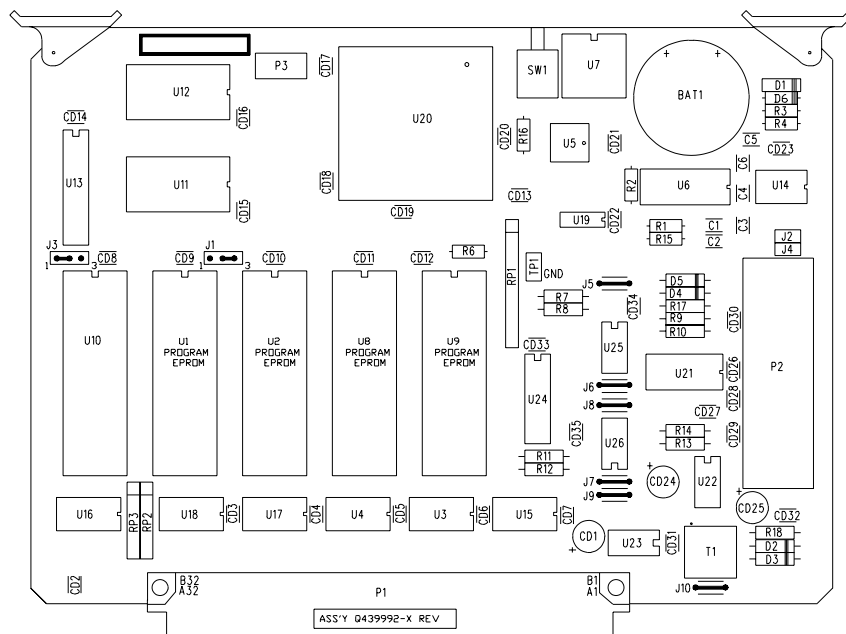 P3
CD17
SW1
U7
BAT1
D1
D6
R3
R4
U12
CD16
U20
CD20
R16
U5
CD21
C5
CD23
CD14
U13
U11
CD15
CD18
CD19
CD13
R2
U6
C6
C4
U14
U19
CD22
R1
R15
C1
C2
C3
J2
J4
J3
1
3
CD8
CD9
J1
1
3
CD10
CD11
CD12
R6
RP1
TP1
GND
J5
R7
R8
CD34
D5
D4
R17
R9
R10
CD30
U10
U1
PROGRAM
EPROM
U2
PROGRAM
EPROM
U8
PROGRAM
EPROM
U9
PROGRAM
EPROM
CD33
U25
U24
J6
J8
U21
CD26
CD28
P2
CD27
CD35
U26
R14
R13
CD29
R11
R12
J7
J9
CD24
U22
CD25
CD32
U16
RP3
RP2
U18
CD3
U17
CD4
U4
CD5
U3
CD6
U15
CD7
CD1
U23
CD31
T1
R18
D2
D3
J10
CD2
B32
A32
P1
B1
A1
ASS'Y Q439992-X REV